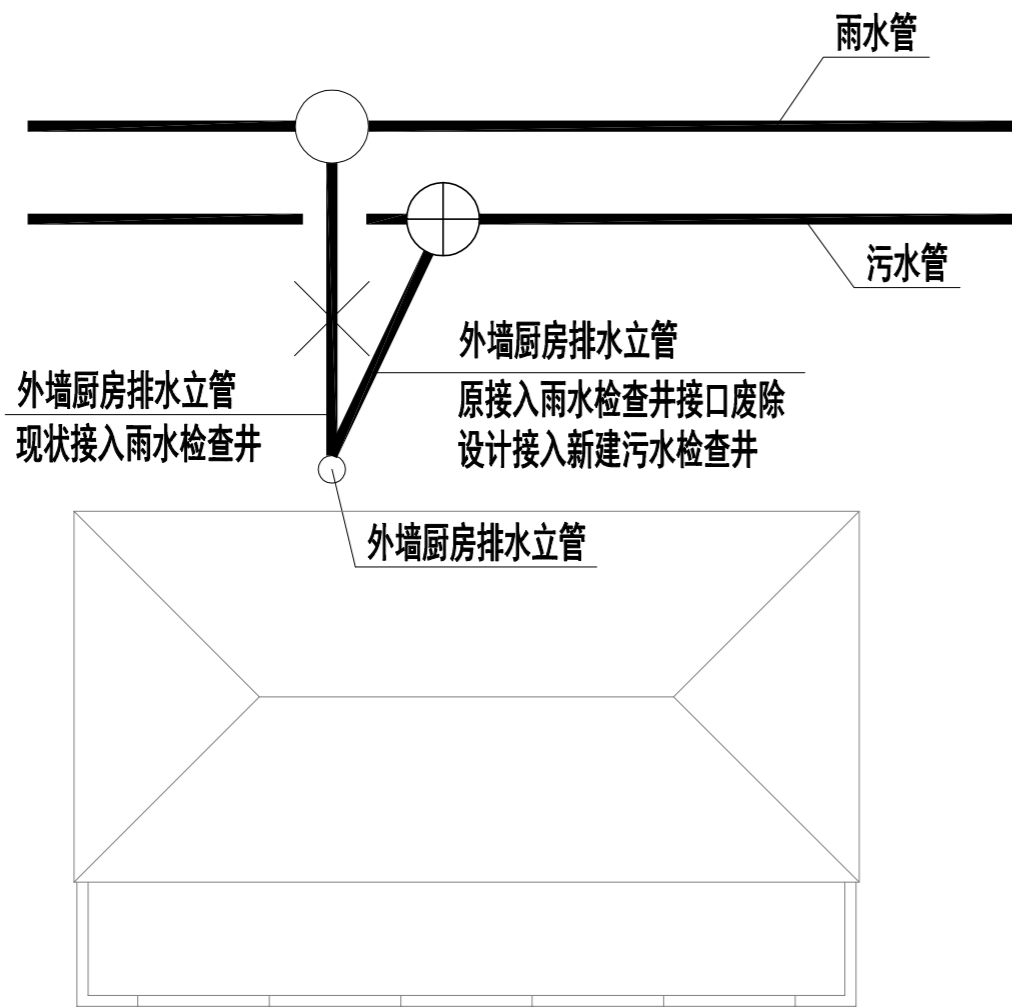 雨水管
污水管
外墙厨房排水立管
原接入雨水检查井接口废除
设计接入新建污水检查井
外墙厨房排水立管
现状接入雨水检查井
外墙厨房排水立管